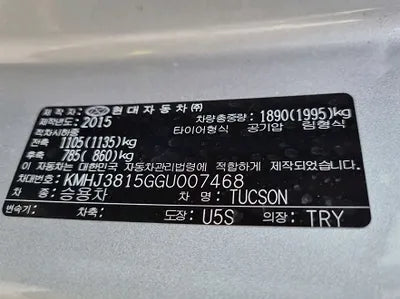 제 작 자: 현대자동차㈜
제작년도: 2015 차량총중량: 1890(1995)kg
적차시하중 타이어형식 공기압 림형식
전축 1105(1135)kg
후축 785( 860)kg
이 자동차는 대한민국 자동차관리법령에 적합하게 제작되었습니다.
차대번호: KMHJ3815GGU007468
차 종: 승용차 차 명: TUCSON
변속기: 차축: 도장: U5S 의장: TRY